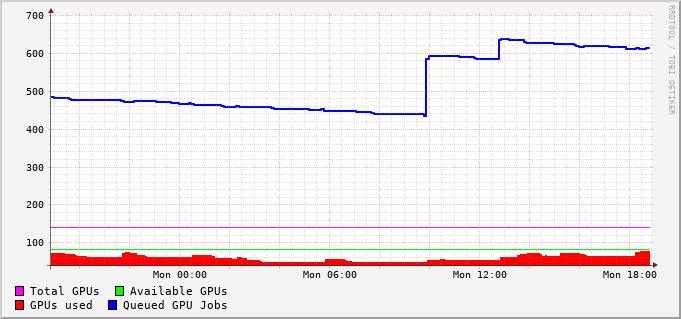 700
600
500
400
300
200
100
Mon 00:00 Mon 06:00 Mon 12:00 Mon 18:00
Total GPUs Available GPUs
GPUs used Queued GPU Jobs
RRDTOOL / TOBI OETIKER